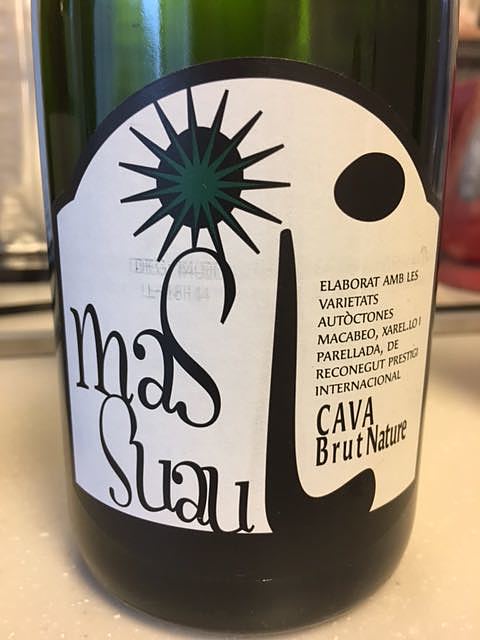 mas
Suau
ELABORAT AMB LES
VARIETATS
AUTÒCTONES
MACABEO, XAREL.LO I
PARELLADA, DE
RECONEGUT PRESTIGI
INTERNACIONAL
CAVA
Brut Nature